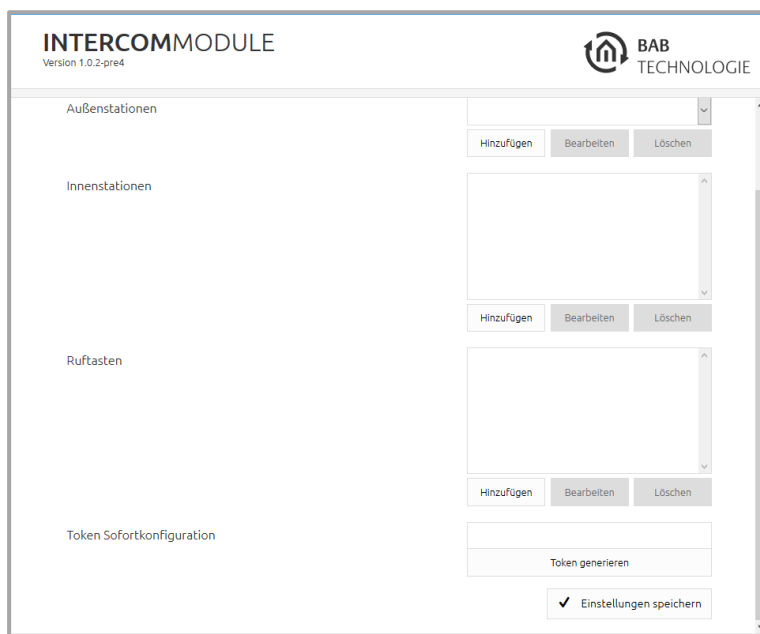 INTERCOMMODULE
Version 1.0.2-pre4
BAB
TECHNOLOGIE
Außenstationen
Hinzufügen Bearbeiten Löschen
Innenstationen
Hinzufügen Bearbeiten Löschen
Ruftasten
Hinzufügen Bearbeiten Löschen
Token Sofortkonfiguration
Token generieren
Einstellungen speichern